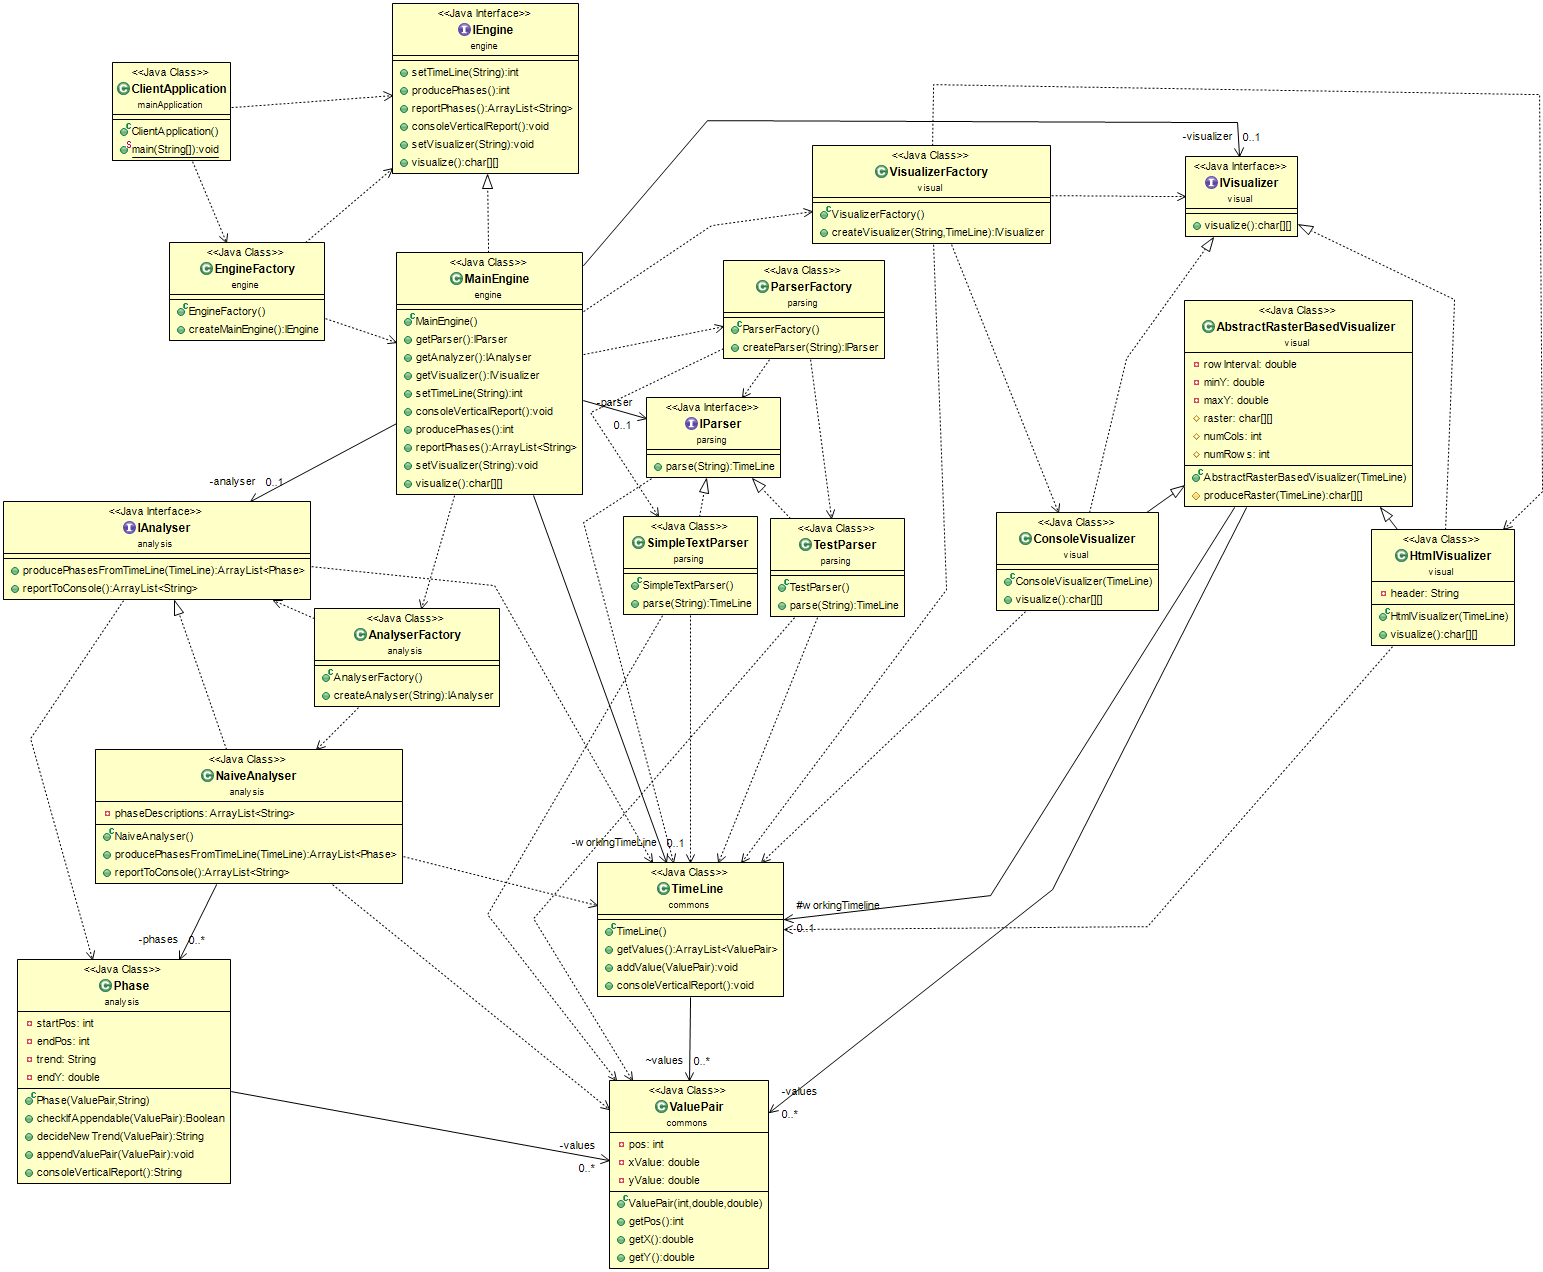 <<Java Interface>>
IEngine
engine
setTimeLine(String):int
producePhases():int
reportPhases():ArrayList<String>
consoleVerticalReport():void
setVisualizer(String):void
visualize():char[][]
<<Java Class>>
ClientApplication
mainApplication
ClientApplication()
main(String[]):void
-visualizer 0..1
<<Java Class>>
VisualizerFactory
visual
VisualizerFactory()
createVisualizer(String,TimeLine):IVisualizer
<<Java Interface>>
IVisualizer
visual
visualize():char[][]
<<Java Class>>
EngineFactory
engine
EngineFactory()
createMainEngine():IEngine
<<Java Class>>
MainEngine
engine
MainEngine()
getParser():IParser
getAnalyzer():IAnalyser
getVisualizer():IVisualizer
setTimeLine(String):int
consoleVerticalReport():void
producePhases():int
reportPhases():ArrayList<String>
setVisualizer(String):void
visualize():char[][]
<<Java Class>>
ParserFactory
parsing
ParserFactory()
createParser(String):IParser
<<Java Class>>
AbstractRasterBasedVisualizer
visual
rowInterval: double
minY: double
maxY: double
raster: char[][]
numCols: int
numRows: int
AbstractRasterBasedVisualizer(TimeLine)
produceRaster(TimeLine):char[][]
-parser
0..1
<<Java Interface>>
IParser
parsing
parse(String):TimeLine
-analyser 0..1
<<Java Interface>>
IAnalyser
analysis
producePhasesFromTimeLine(TimeLine):ArrayList<Phase>
reportToConsole():ArrayList<String>
<<Java Class>>
SimpleTextParser
parsing
SimpleTextParser()
parse(String):TimeLine
<<Java Class>>
TestParser
parsing
TestParser()
parse(String):TimeLine
<<Java Class>>
ConsoleVisualizer
visual
ConsoleVisualizer(TimeLine)
visualize():char[][]
<<Java Class>>
HtmlVisualizer
visual
header: String
HtmlVisualizer(TimeLine)
visualize():char[][]
<<Java Class>>
AnalyserFactory
analysis
AnalyserFactory()
createAnalyser(String):IAnalyser
<<Java Class>>
NaiveAnalyser
analysis
phaseDescriptions: ArrayList<String>
NaiveAnalyser()
producePhasesFromTimeLine(TimeLine):ArrayList<Phase>
reportToConsole():ArrayList<String>
-workingTimeLine 0..1
<<Java Class>>
TimeLine
commons
TimeLine()
getValues():ArrayList<ValuePair>
addValue(ValuePair):void
consoleVerticalReport():void
#workingTimeline
0..1
-phases 0..*
<<Java Class>>
Phase
analysis
startPos: int
endPos: int
trend: String
endY: double
Phase(ValuePair,String)
checkIfAppendable(ValuePair):Boolean
decideNewTrend(ValuePair):String
appendValuePair(ValuePair):void
consoleVerticalReport():String
~values 0..*
-values
0..*
-values
0..*
<<Java Class>>
ValuePair
commons
pos: int
xValue: double
yValue: double
ValuePair(int,double,double)
getPos():int
getX():double
getY():double